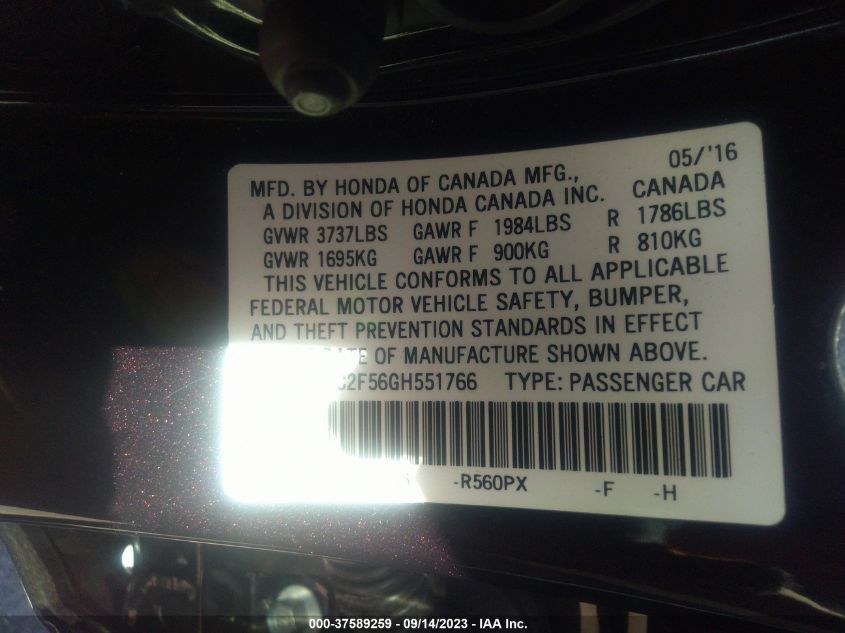 05/'16
MFD. BY HONDA OF CANADA MFG.,
A DIVISION OF HONDA CANADA INC. CANADA
GVWR 3737LBS GAWR F 1984LBS R 1786LBS
GVWR 1695KG GAWR F 900KG R 810KG
THIS VEHICLE CONFORMS TO ALL APPLICABLE
FEDERAL MOTOR VEHICLE SAFETY, BUMPER,
AND THEFT PREVENTION STANDARDS IN EFFECT
OF MANUFACTURE SHOWN ABOVE.
C2F56GH551766 TYPE: PASSENGER CAR
-R560PX -F -H
000-37589259 - 09/14/2023 - IAA Inc.